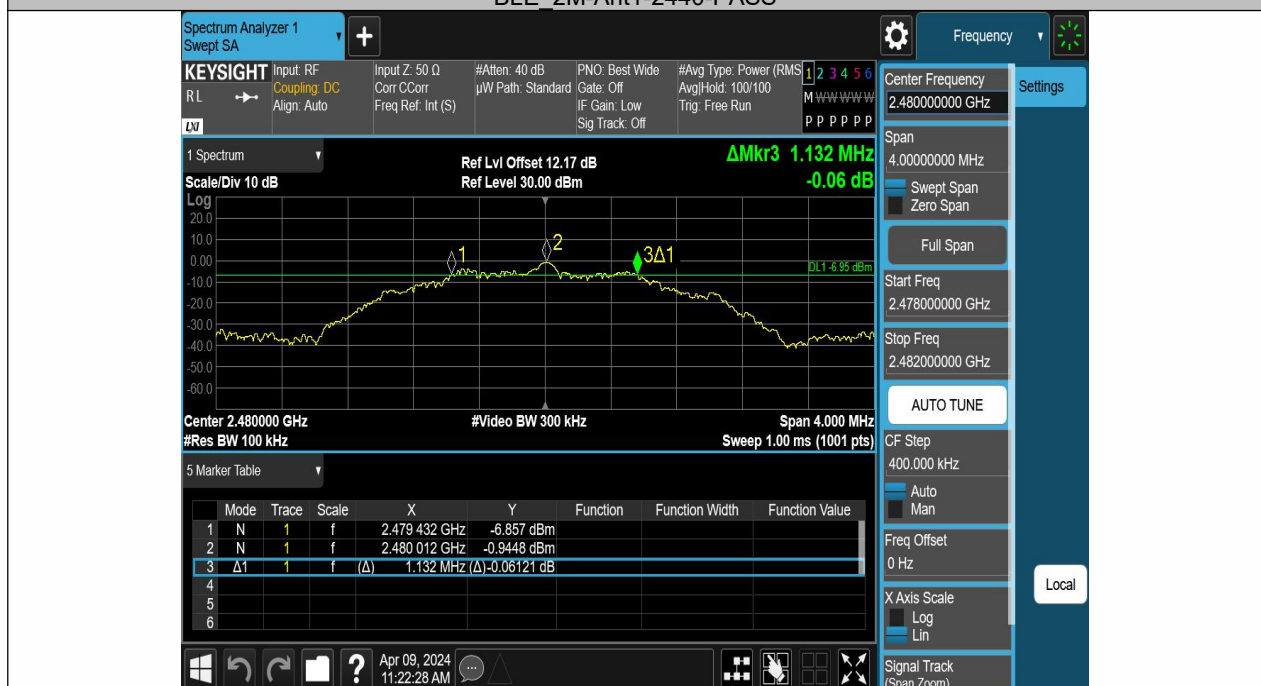 Spectrum Analyzer 1
Swept SA
Frequency
KEYSIGHT
R L
LXI
Input: RF
Coupling: DC
Align: Auto
Input Z: 50 Ω
Corr CCorr
Freq Ref: Int (S)
#Atten: 40 dB
µW Path: Standard
PNO: Best Wide
Gate: Off
IF Gain: Low
Sig Track: Off
#Avg Type: Power (RMS
Avg|Hold: 100/100
Trig: Free Run
1 2 3 4 5 6
M W W W W W
P P P P P P
1 Spectrum
Scale/Div 10 dB
Ref Lvl Offset 12.17 dB
Ref Level 30.00 dBm
ΔMkr3 1.132 MHz
-0.06 dB
Log
20.0
10.0
0.00
-10.0
-20.0
-30.0
-40.0
-50.0
-60.0
1
2
3Δ1
DL1 -6.95 dBm
Center 2.480000 GHz
#Res BW 100 kHz
#Video BW 300 kHz
Span 4.000 MHz
Sweep 1.00 ms (1001 pts)
5 Marker Table
Mode Trace Scale X Y Function Function Width Function Value
1 N 1 f 2.479 432 GHz -6.857 dBm
2 N 1 f 2.480 012 GHz -0.9448 dBm
3 Δ1 1 f (Δ) 1.132 MHz (Δ) -0.06121 dB
4
5
6
Apr 09, 2024
11:22:28 AM
Center Frequency
2.480000000 GHz
Settings
Span
4.00000000 MHz
Swept Span
Zero Span
Full Span
Start Freq
2.478000000 GHz
Stop Freq
2.482000000 GHz
AUTO TUNE
CF Step
400.000 kHz
Auto
Man
Freq Offset
0 Hz
X Axis Scale
Log
Lin
Local
Signal Track
(Span Zoom)